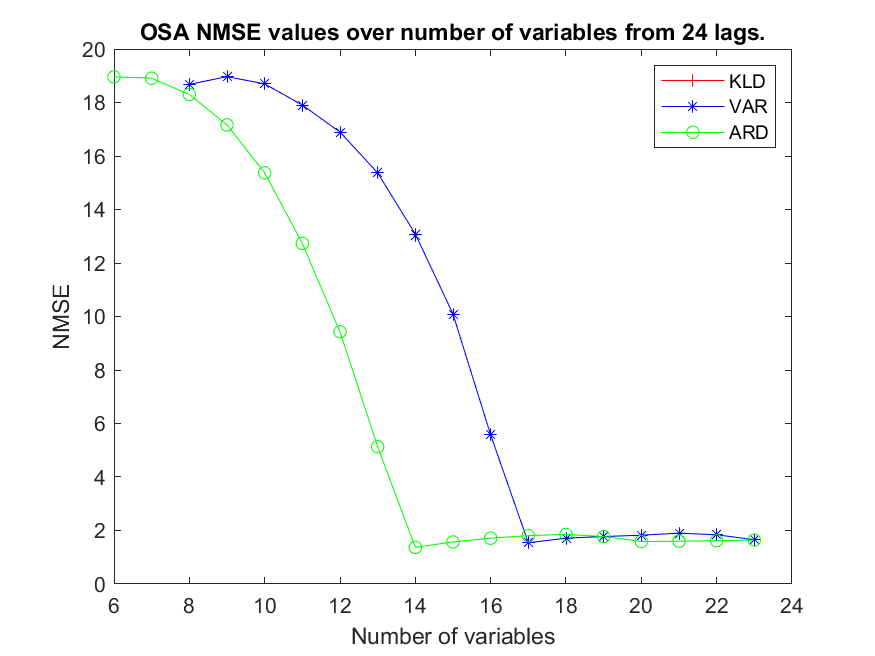 OSA NMSE values over number of variables from 24 lags.
20
18
16
14
12
10
8
6
4
2
0
NMSE
KLD
VAR
ARD
6 8 10 12 14 16 18 20 22 24
Number of variables